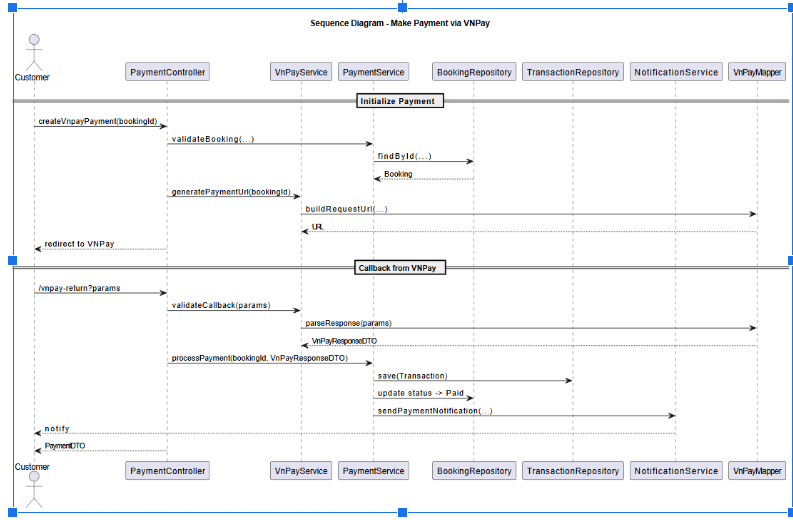 Sequence Diagram - Make Payment via VNPay
Customer
PaymentController
VnPayService
PaymentService
BookingRepository
TransactionRepository
NotificationService
VnPayMapper
Initialize Payment
createVnpayPayment(bookingId)
validateBooking(...)
findById(...)
Booking
generatePaymentUrl(bookingId)
buildRequestUrl(...)
URL
redirect to VNPay
Callback from VNPay
/vnpay-return?params
validateCallback(params)
parseResponse(params)
VnPayResponseDTO
processPayment(bookingId, VnPayResponseDTO)
save(Transaction)
update status -> Paid
sendPaymentNotification(...)
notify
PaymentDTO
Customer
PaymentController
VnPayService
PaymentService
BookingRepository
TransactionRepository
NotificationService
VnPayMapper